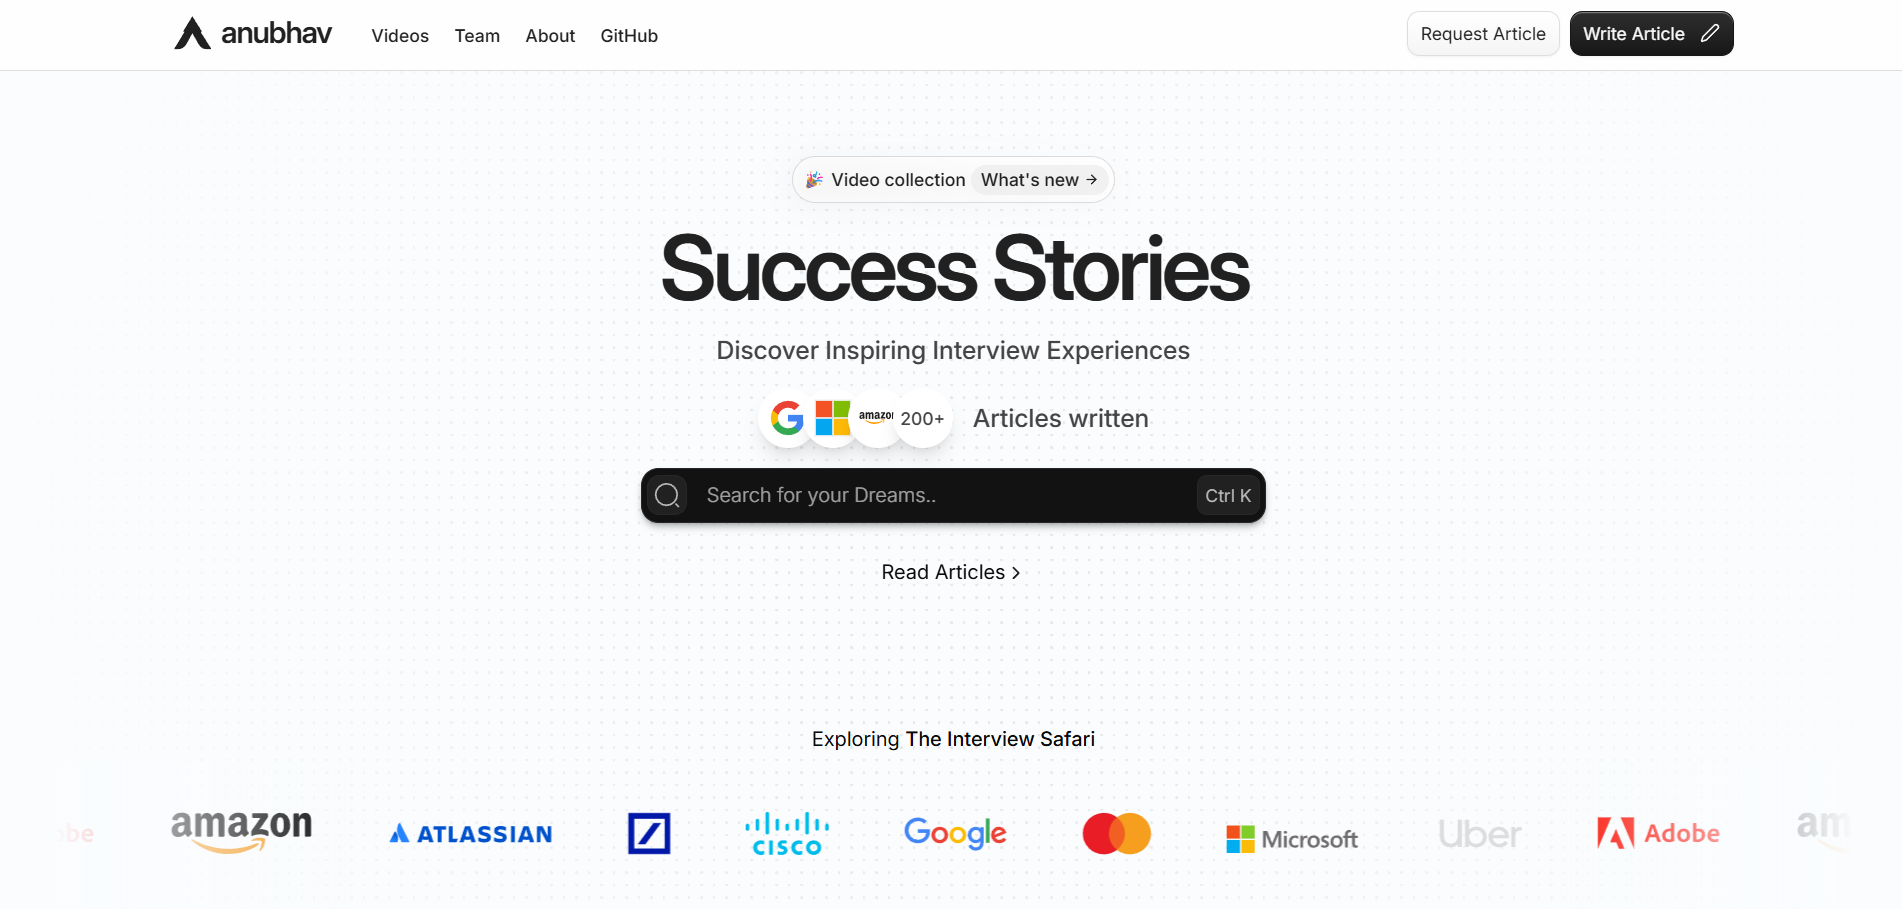 anubhav Videos Team About GitHub Request Article Write Article
🎉 Video collection What's new →
Success Stories
Discover Inspiring Interview Experiences
amazon 200+ Articles written
Search for your Dreams.. Ctrl K
Read Articles >
Exploring The Interview Safari
be amazon ATLASSIAN CISCO Google Microsoft Uber Adobe am